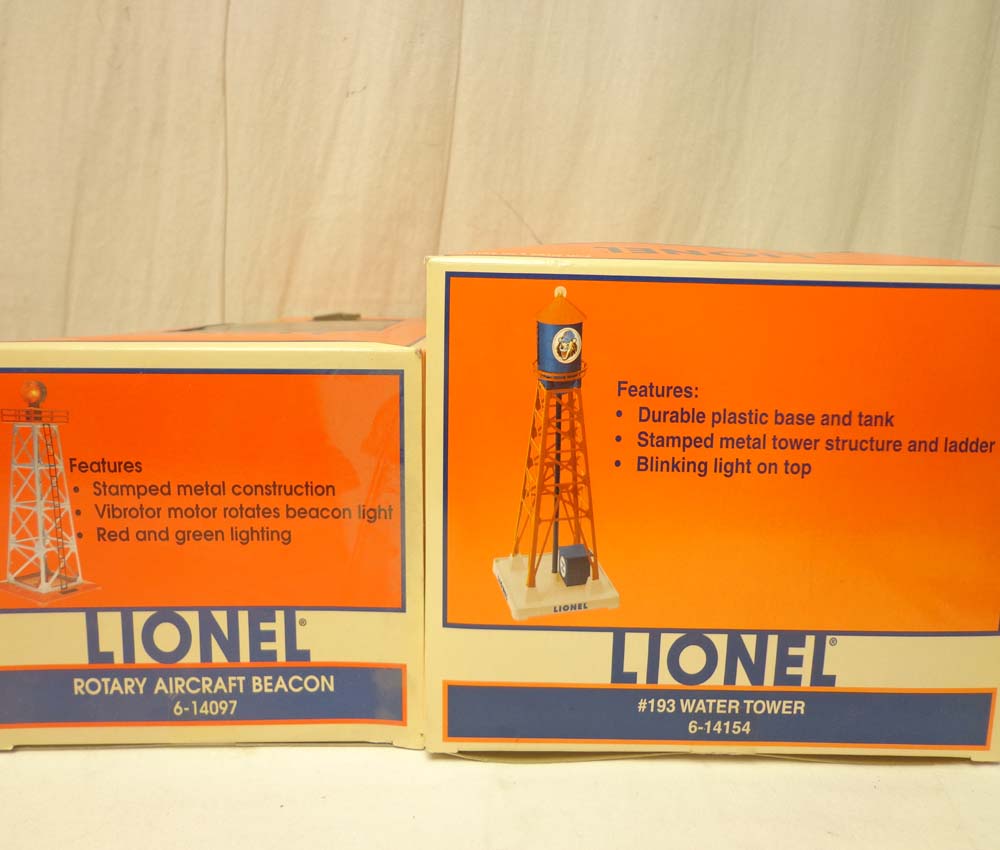 Features
• Stamped metal construction
• Vibrotor motor rotates beacon light
• Red and green lighting
LIONEL®
ROTARY AIRCRAFT BEACON
6-14097
LIONEL
Features:
• Durable plastic base and tank
• Stamped metal tower structure and ladder
• Blinking light on top
LIONEL
LIONEL®
#193 WATER TOWER
6-14154